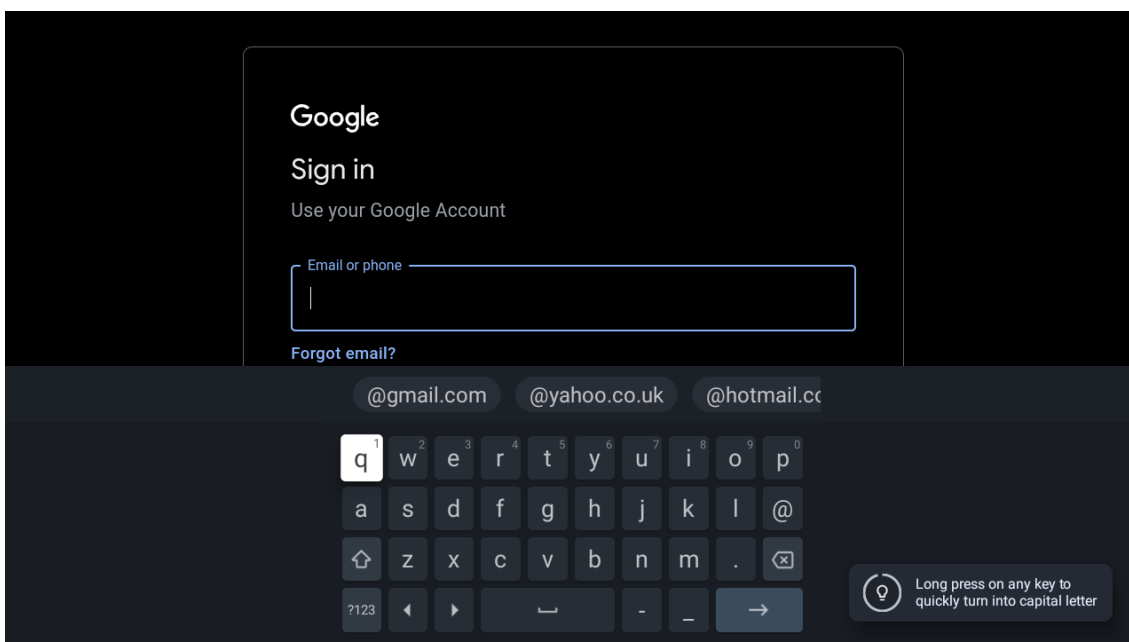 Google
Sign in
Use your Google Account
Email or phone
Forgot email?
@gmail.com @yahoo.co.uk @hotmail.co
q 1 w 2 e 3 r 4 t 5 y 6 u 7 i 8 o 9 p 0
a s d f g h j k l @
z x c v b n m .
?123 - _
Long press on any key to
quickly turn into capital letter